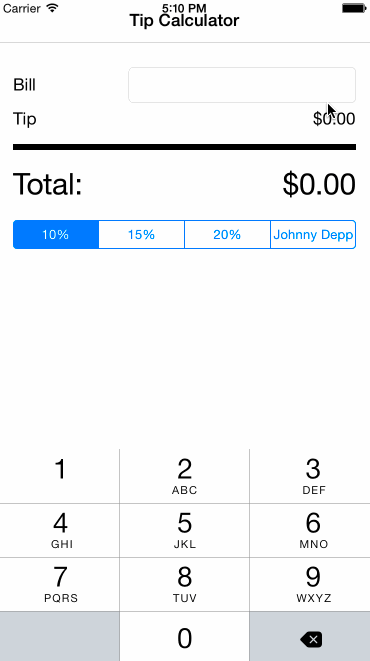 Carrier 5:10 PM
Tip Calculator
Bill
Tip $0.00
Total: $0.00
10% 15% 20% Johnny Depp
1 2 3
ABC DEF
4 5 6
GHI JKL MNO
7 8 9
PQRS TUV WXYZ
0